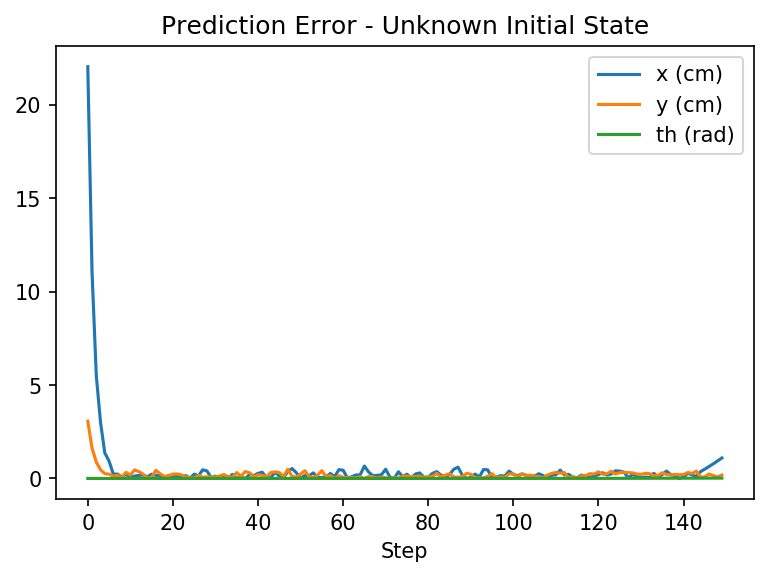 Prediction Error - Unknown Initial State
x (cm)
y (cm)
th (rad)
20
15
10
5
0
0 20 40 60 80 100 120 140
Step